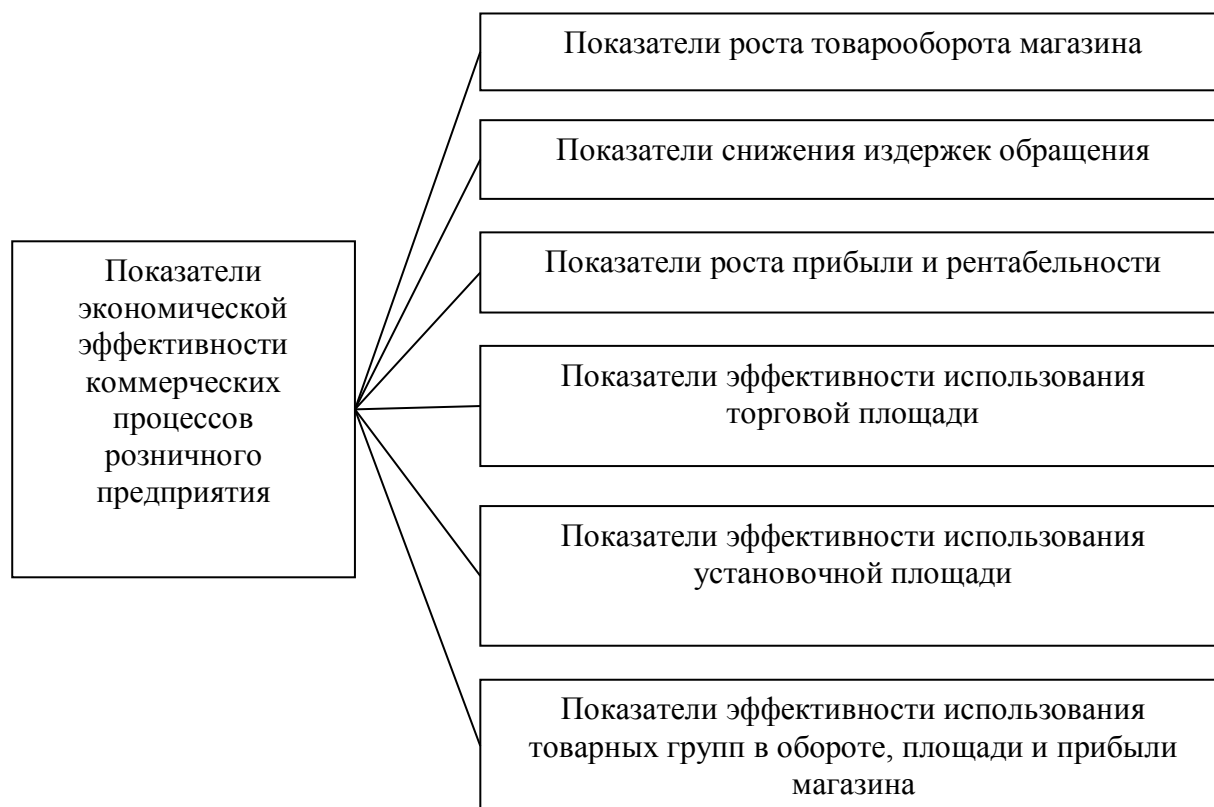 Показатели роста товарооборота магазина
Показатели снижения издержек обращения
Показатели роста прибыли и рентабельности
Показатели
экономической
эффективности
коммерческих
процессов
розничного
предприятия
Показатели эффективности использования
торговой площади
Показатели эффективности использования
установочной площади
Показатели эффективности использования
товарных групп в обороте, площади и прибыли
магазина